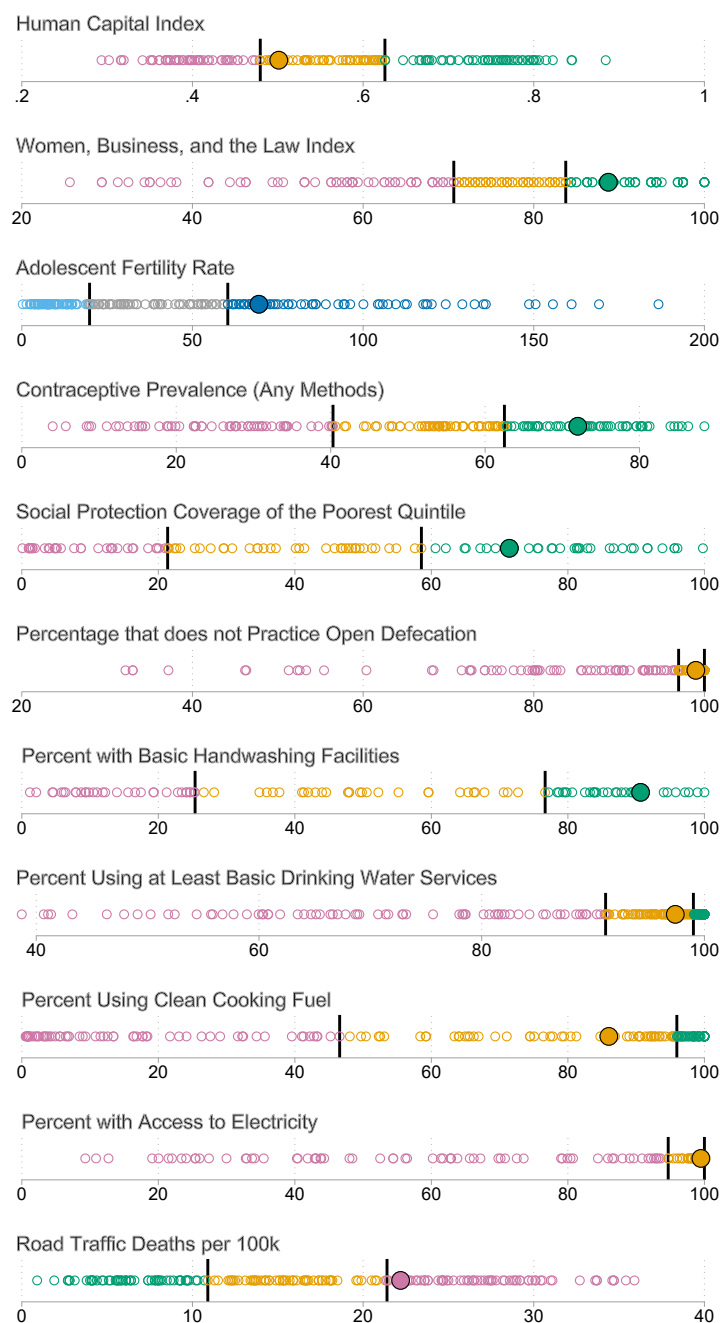 Human Capital Index
.2 .4 .6 .8 1
Women, Business, and the Law Index
20 40 60 80 100
Adolescent Fertility Rate
0 50 100 150 200
Contraceptive Prevalence (Any Methods)
0 20 40 60 80
Social Protection Coverage of the Poorest Quintile
0 20 40 60 80 100
Percentage that does not Practice Open Defecation
20 40 60 80 100
Percent with Basic Handwashing Facilities
0 20 40 60 80 100
Percent Using at Least Basic Drinking Water Services
40 60 80 100
Percent Using Clean Cooking Fuel
0 20 40 60 80 100
Percent with Access to Electricity
0 20 40 60 80 100
Road Traffic Deaths per 100k
0 10 20 30 40